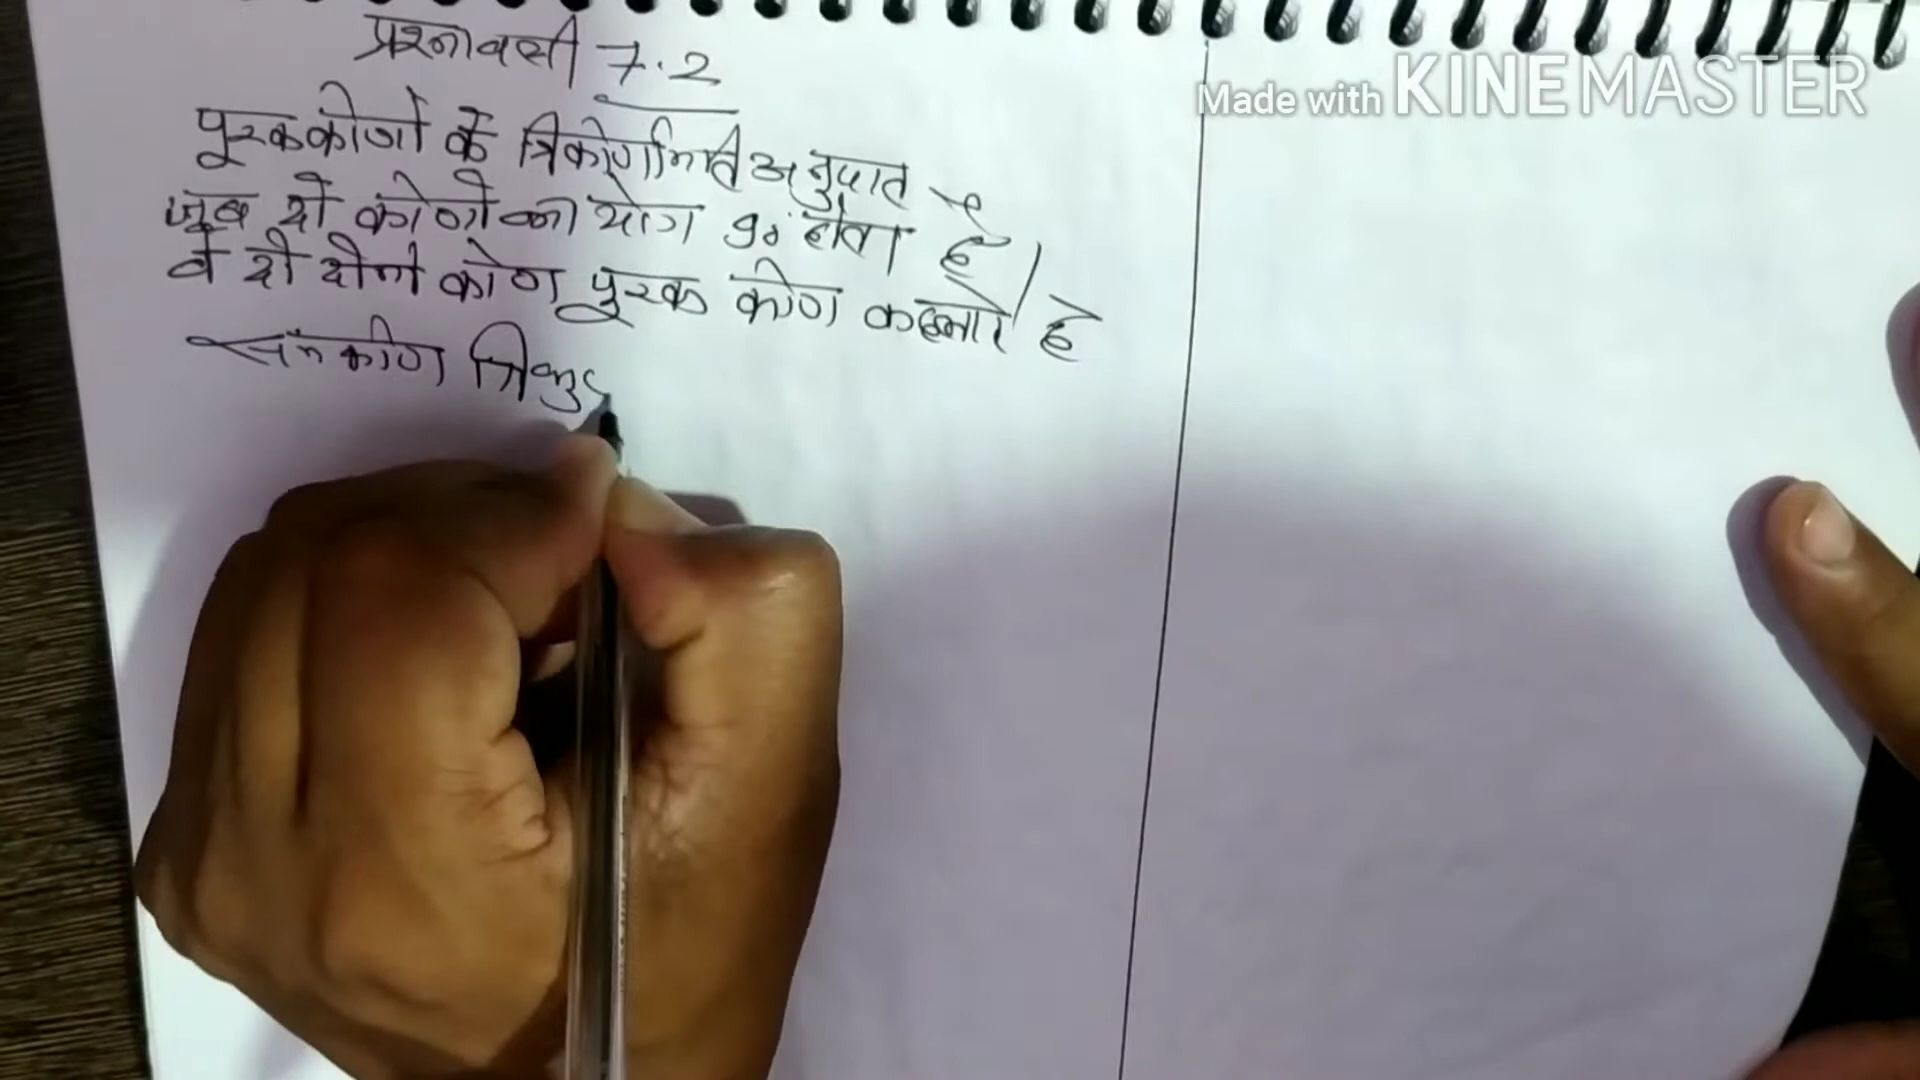 प्रश्नावली 7.2
Made with KINEMASTER
पूरक कोणों के त्रिकोणमिति अनुपात
जब दो कोणों का योग 90° होता है।
वे दो दोनों कोण पूरक कोण कहलाते है
समकोण त्रिभु